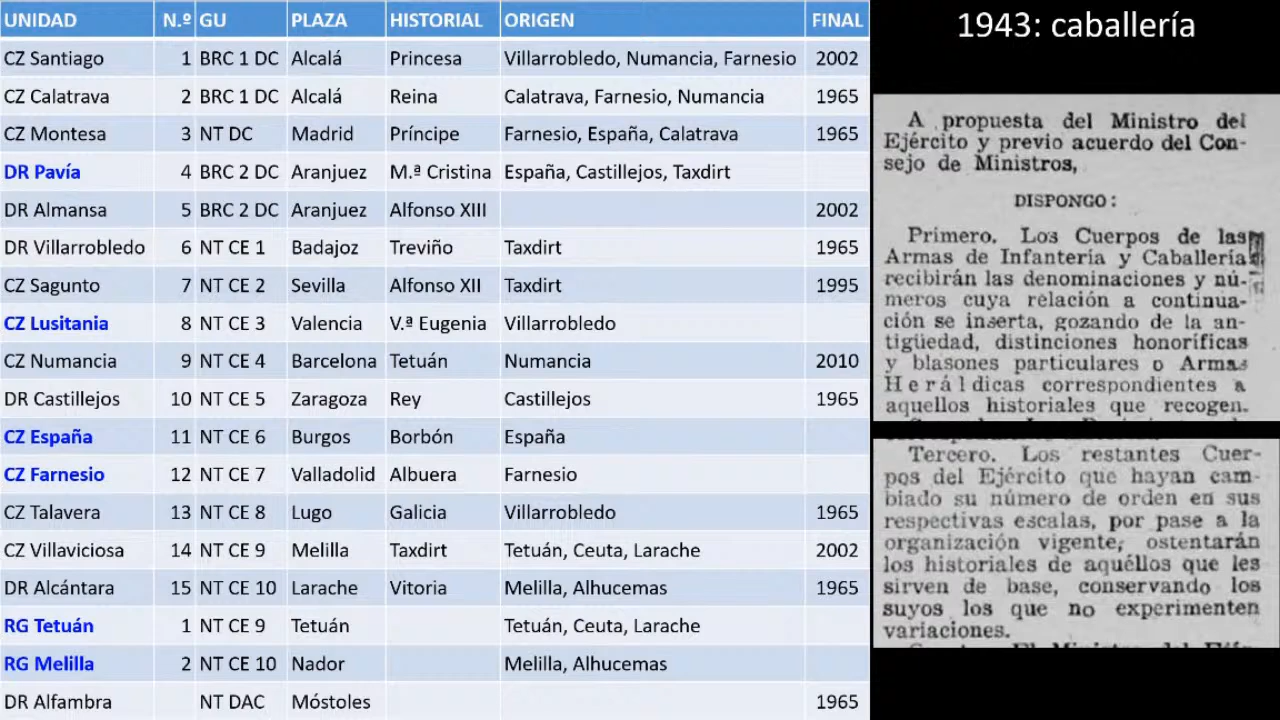 UNIDAD N.º GU PLAZA HISTORIAL ORIGEN FINAL
CZ Santiago 1 BRC 1 DC Alcalá Princesa Villarrobledo, Numancia, Farnesio 2002
CZ Calatrava 2 BRC 1 DC Alcalá Reina Calatrava, Farnesio, Numancia 1965
CZ Montesa 3 NT DC Madrid Príncipe Farnesio, España, Calatrava 1965
DR Pavía 4 BRC 2 DC Aranjuez M.ª Cristina España, Castillejos, Taxdirt
DR Almansa 5 BRC 2 DC Aranjuez Alfonso XIII 2002
DR Villarrobledo 6 NT CE 1 Badajoz Treviño Taxdirt 1965
CZ Sagunto 7 NT CE 2 Sevilla Alfonso XII Taxdirt 1995
CZ Lusitania 8 NT CE 3 Valencia V.ª Eugenia Villarrobledo
CZ Numancia 9 NT CE 4 Barcelona Tetuán Numancia 2010
DR Castillejos 10 NT CE 5 Zaragoza Rey Castillejos 1965
CZ España 11 NT CE 6 Burgos Borbón España
CZ Farnesio 12 NT CE 7 Valladolid Albuera Farnesio
CZ Talavera 13 NT CE 8 Lugo Galicia Villarrobledo 1965
CZ Villaviciosa 14 NT CE 9 Melilla Taxdirt Tetuán, Ceuta, Larache 2002
DR Alcántara 15 NT CE 10 Larache Vitoria Melilla, Alhucemas 1965
RG Tetuán 1 NT CE 9 Tetuán Tetuán, Ceuta, Larache
RG Melilla 2 NT CE 10 Nador Melilla, Alhucemas
DR Alfambra NT DAC Móstoles 1965
1943: caballería
A propuesta del Ministro del
Ejército y previo acuerdo del Con-
sejo de Ministros,
DISPONGO:
Primero. Los Cuerpos de las
Armas de Infantería y Caballería
recibirán las denominaciones y nú-
meros cuya relación a continua-
ción se inserta, gozando de la an-
tigüedad, distinciones honoríficas
y blasones particulares o Armas
Heráldicas correspondientes a
aquellos historiales que recogen.
Tercero. Los restantes Cuer-
pos del Ejército que hayan cam-
biado su número de orden en sus
respectivas escalas, por pase a la
organización vigente, ostentarán
los historiales de aquéllos que les
sirven de base, conservando los
suyos los que no experimenten
variaciones.